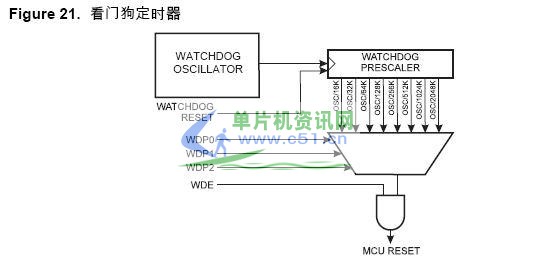 Figure 21. 看门狗定时器
WATCHDOG
OSCILLATOR
WATCHDOG
PRESCALER
WATCHDOG
RESET
OSC/16K
OSC/32K
OSC/64K
OSC/128K
OSC/256K
OSC/512K
OSC/1024K
OSC/2048K
单片机资讯网
www.c51.cn
WDP0
WDP1
WDP2
WDE
MCU RESET